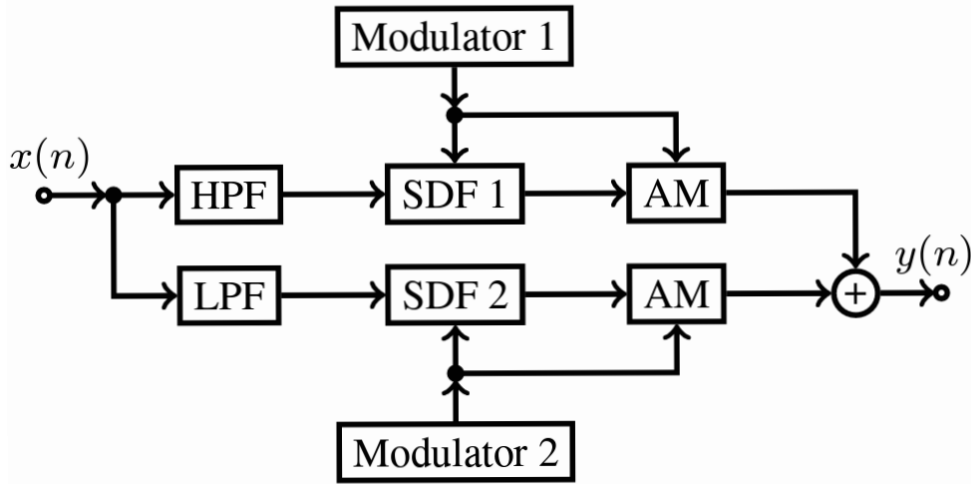 Modulator 1
x(n)
HPF SDF 1 AM
y(n)
LPF SDF 2 AM +
Modulator 2